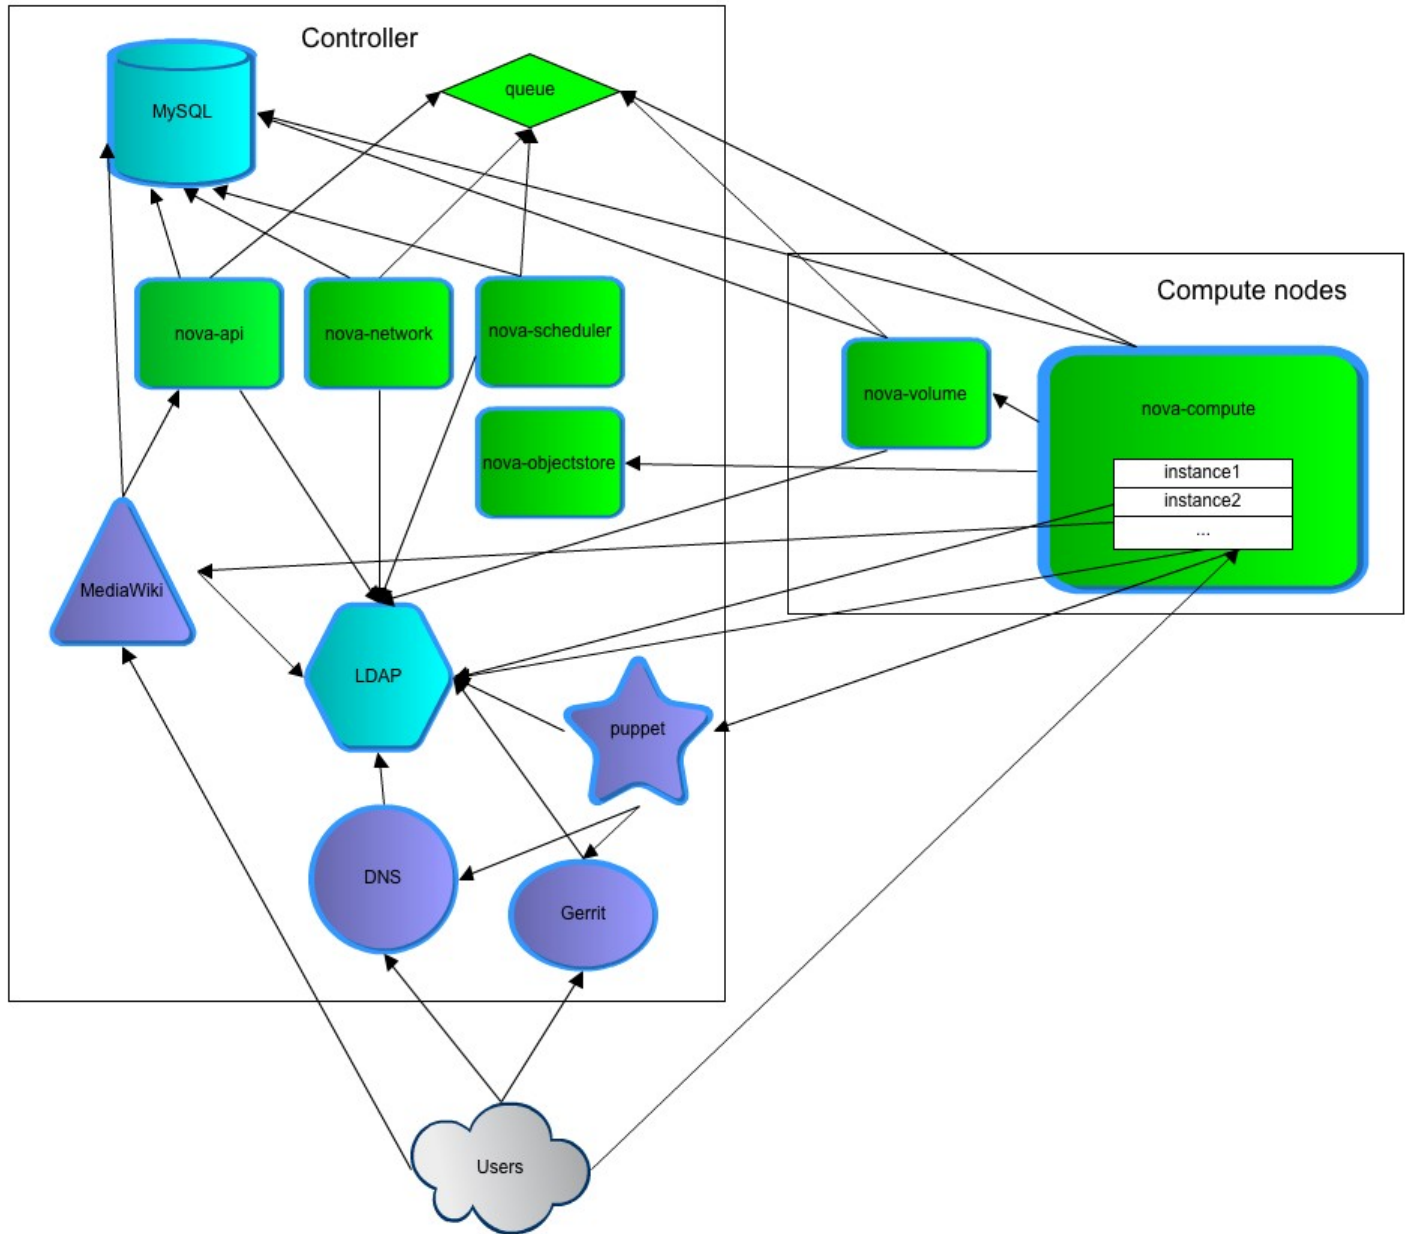 Controller
MySQL
queue
Compute nodes
nova-api
nova-network
nova-scheduler
nova-volume
nova-compute
nova-objectstore
instance1
instance2
...
MediaWiki
LDAP
puppet
DNS
Gerrit
Users